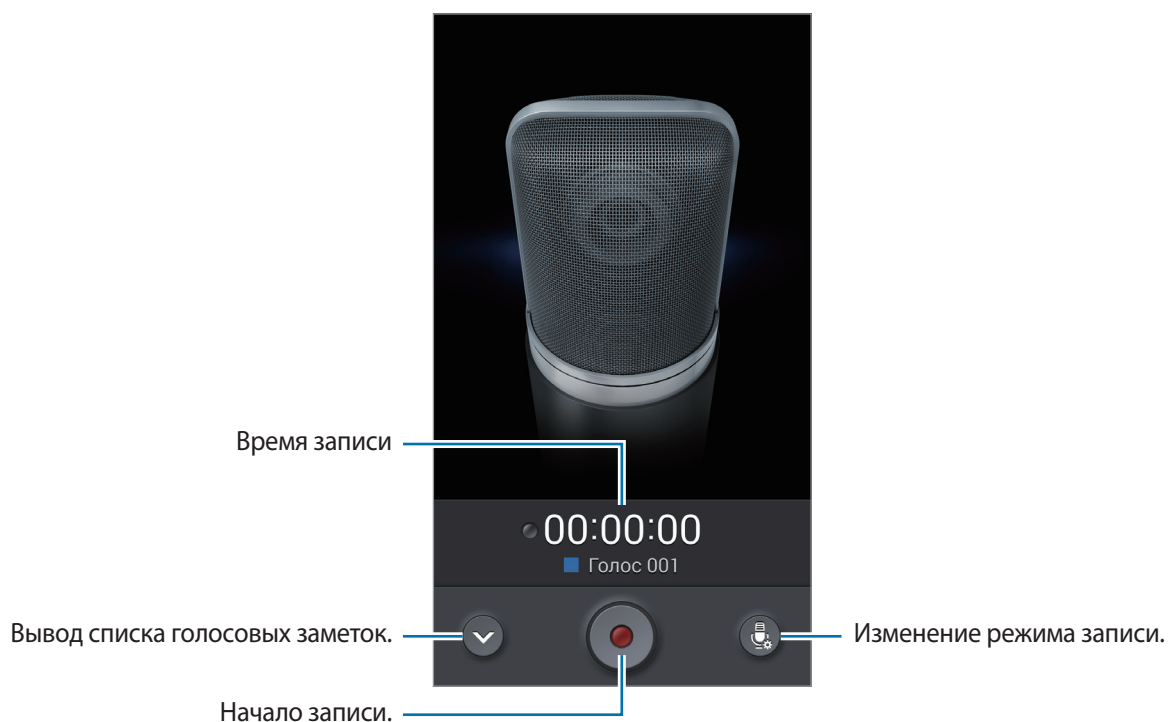 Время записи
00:00:00
Голос 001
Вывод списка голосовых заметок.
Изменение режима записи.
Начало записи.